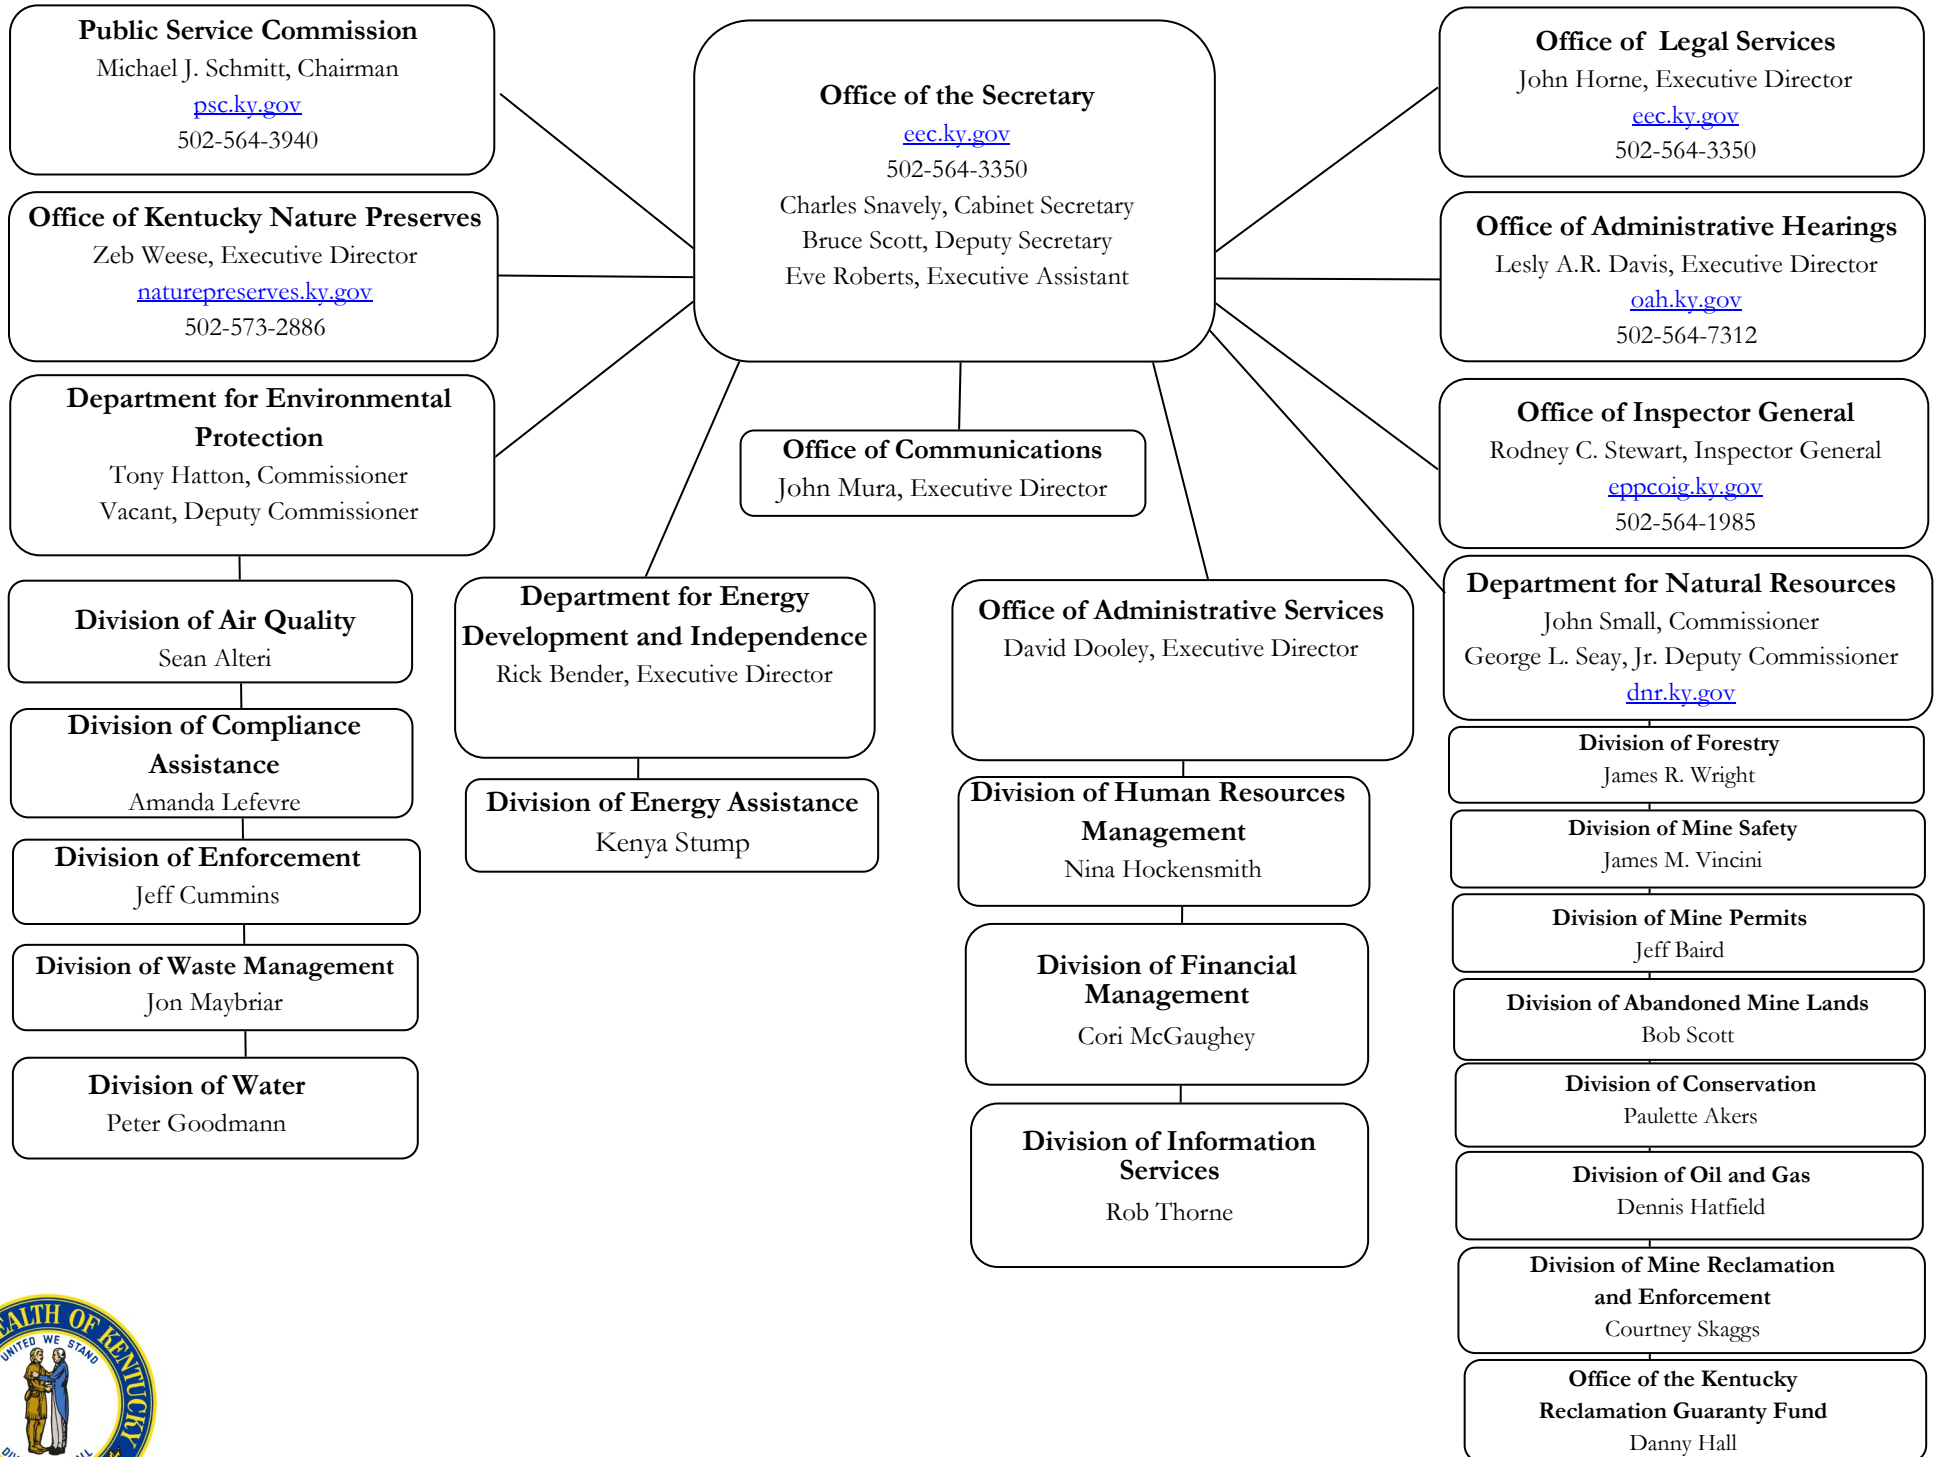 Public Service Commission
Michael J. Schmitt, Chairman
psc.ky.gov
502-564-3940
Office of Kentucky Nature Preserves
Zeb Weese, Executive Director
naturepreserves.ky.gov
502-573-2886
Department for Environmental
Protection
Tony Hatton, Commissioner
Vacant, Deputy Commissioner
Division of Air Quality
Sean Alteri
Division of Compliance
Assistance
Amanda Lefevre
Division of Enforcement
Jeff Cummins
Division of Waste Management
Jon Maybriar
Division of Water
Peter Goodmann
Office of the Secretary
eec.ky.gov
502-564-3350
Charles Snavely, Cabinet Secretary
Bruce Scott, Deputy Secretary
Eve Roberts, Executive Assistant
Office of Communications
John Mura, Executive Director
Department for Energy
Development and Independence
Rick Bender, Executive Director
Division of Energy Assistance
Kenya Stump
Office of Administrative Services
David Dooley, Executive Director
Division of Human Resources
Management
Nina Hockensmith
Division of Financial
Management
Cori McGaughey
Division of Information
Services
Rob Thorne
Office of  Legal Services
John Horne, Executive Director
eec.ky.gov
502-564-3350
Office of Administrative Hearings
Lesly A.R. Davis, Executive Director
oah.ky.gov
502-564-7312
Office of Inspector General
Rodney C. Stewart, Inspector General
eppcoig.ky.gov
502-564-1985
Department for Natural Resources
John Small, Commissioner
George L. Seay, Jr. Deputy Commissioner
dnr.ky.gov
Division of Forestry
James R. Wright
Division of Mine Safety
James M. Vincini
Division of Mine Permits
Jeff Baird
Division of Abandoned Mine Lands
Bob Scott
Division of Conservation
Paulette Akers
Division of Oil and Gas
Dennis Hatfield
Division of Mine Reclamation
and Enforcement
Courtney Skaggs
Office of the Kentucky
Reclamation Guaranty Fund
Danny Hall
EALTH OF KENTUCKY
UNITED WE STAND